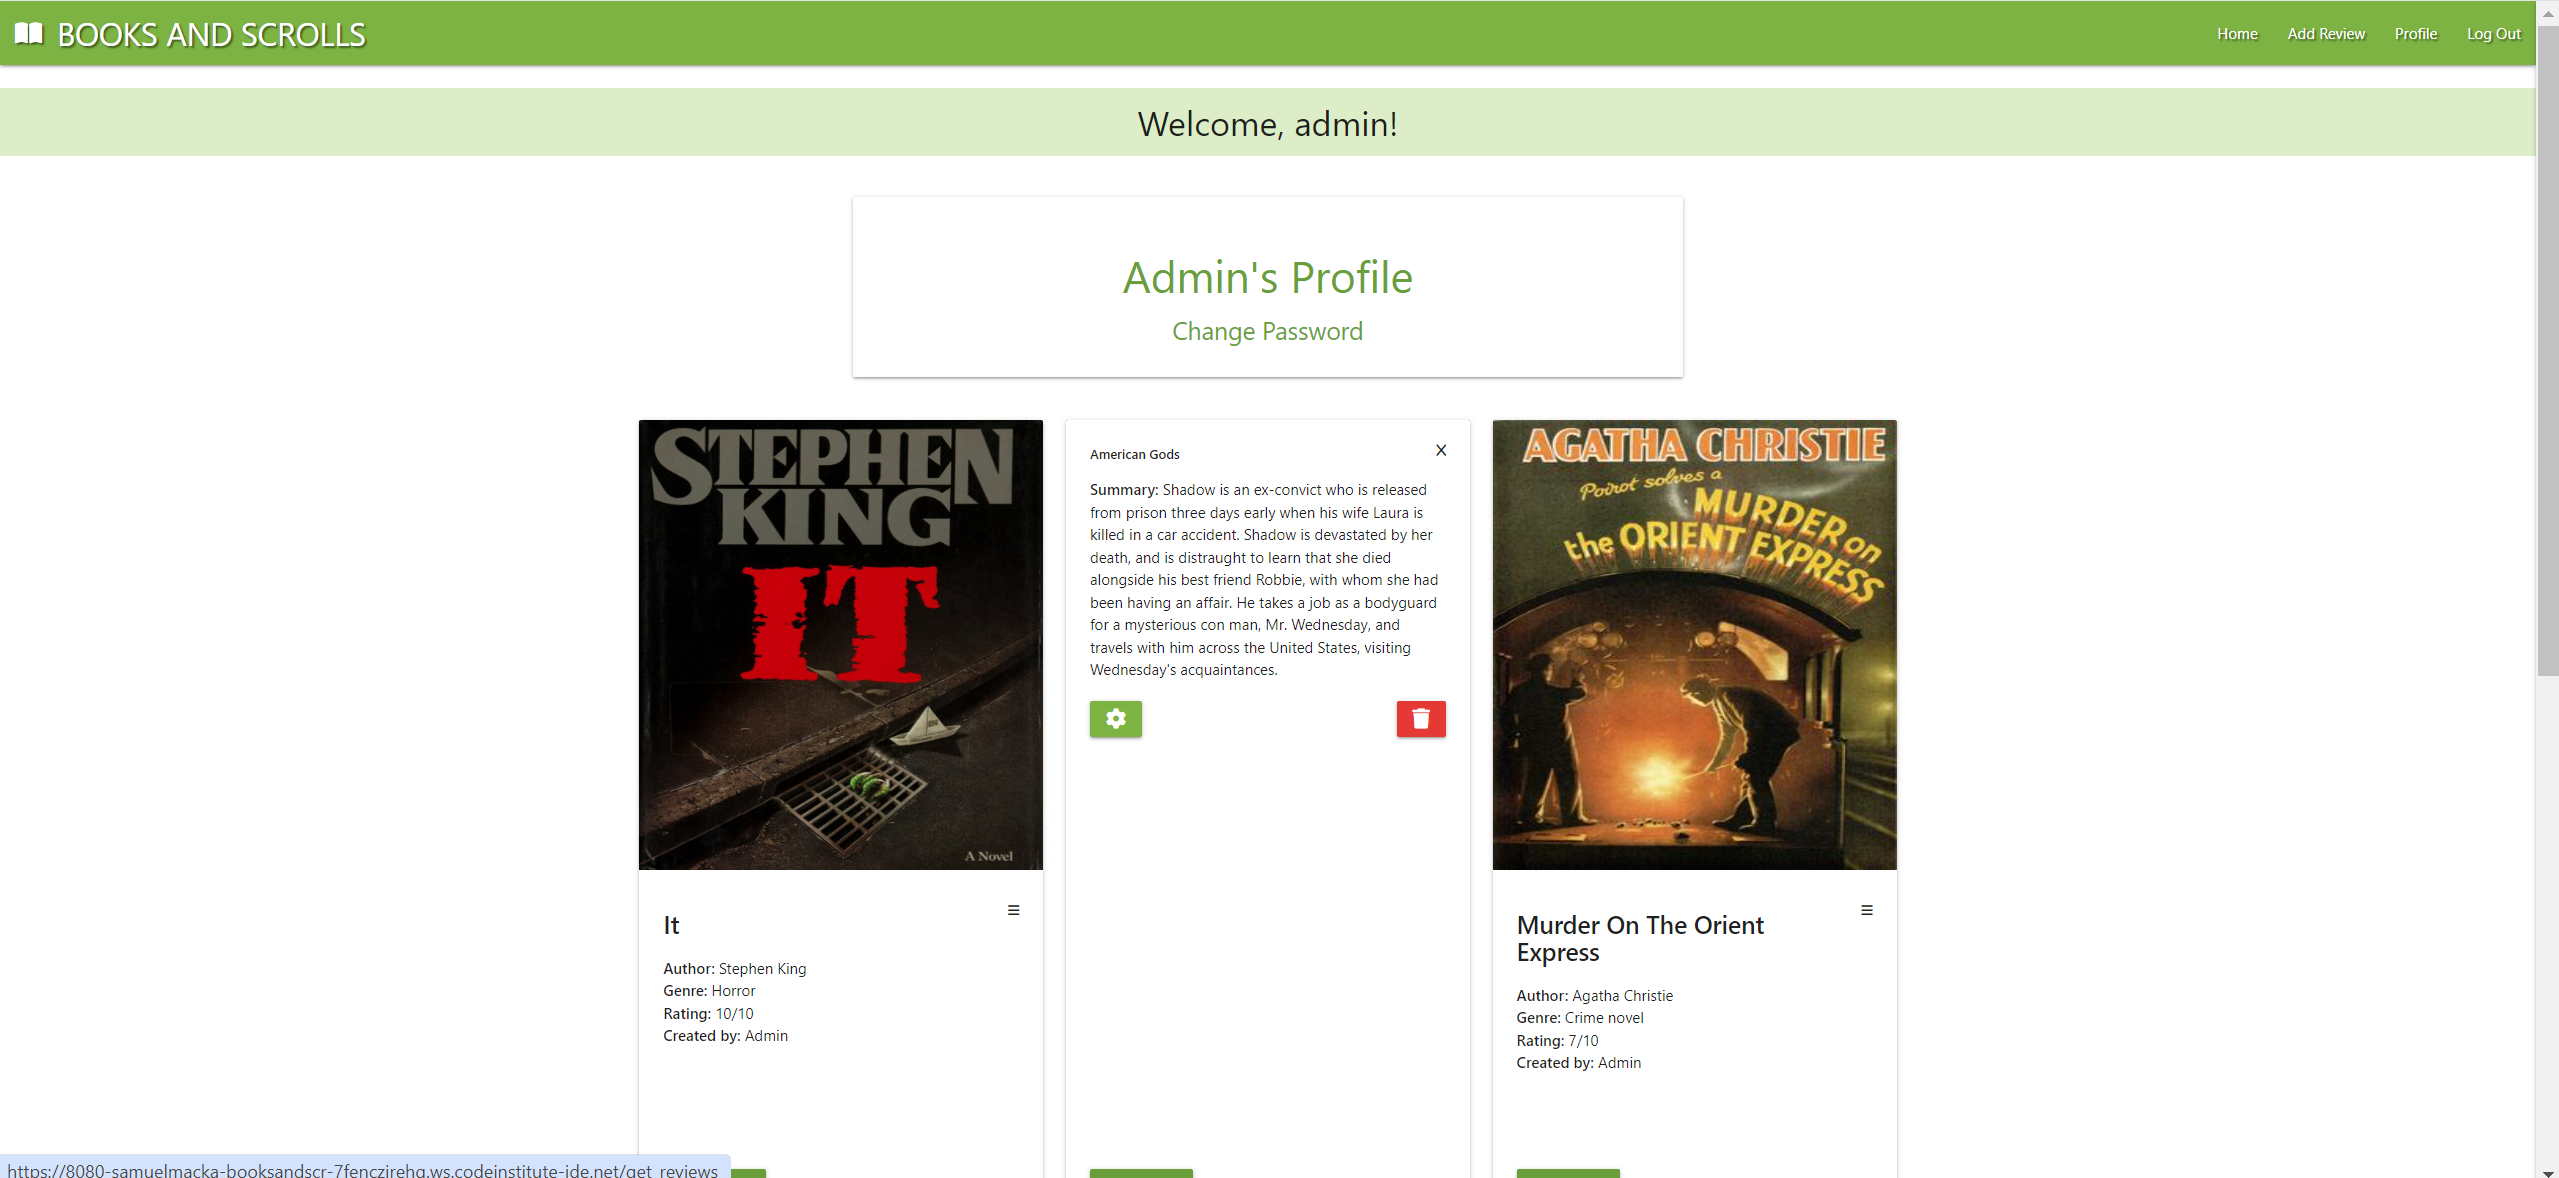 BOOKS AND SCROLLS
Home
Add Review
Profile
Log Out
Welcome, admin!
Admin's Profile
Change Password
STEPHEN
KING
IT
A Novel
It
Author: Stephen King
Genre: Horror
Rating: 10/10
Created by: Admin
American Gods
X
Summary: Shadow is an ex-convict who is released
from prison three days early when his wife Laura is
killed in a car accident. Shadow is devastated by her
death, and is distraught to learn that she died
alongside his best friend Robbie, with whom she had
been having an affair. He takes a job as a bodyguard
for a mysterious con man, Mr. Wednesday, and
travels with him across the United States, visiting
Wednesday's acquaintances.
AGATHA CHRISTIE
Poirot solves a
MURDER on
the ORIENT EXPRESS
Murder On The Orient
Express
Author: Agatha Christie
Genre: Crime novel
Rating: 7/10
Created by: Admin
https://8080-samuelmacka-booksandscr-7fenczirehg.ws.codeinstitute-ide.net/get_reviews